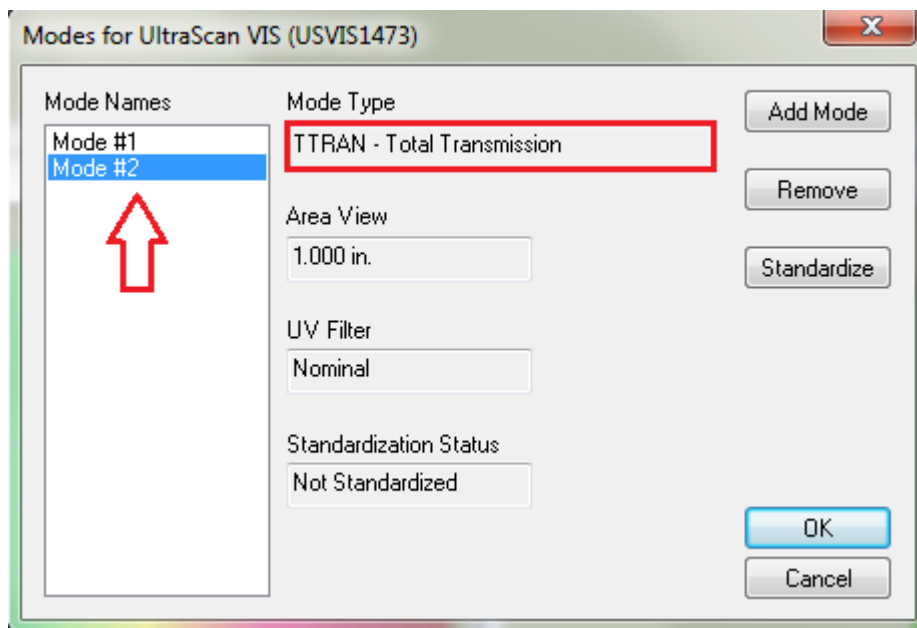 Modes for UltraScan VIS (USVIS1473)
Mode Names
Mode #1
Mode #2
Mode Type
TTRAN - Total Transmission
Area View
1.000 in.
UV Filter
Nominal
Standardization Status
Not Standardized
Add Mode
Remove
Standardize
OK
Cancel